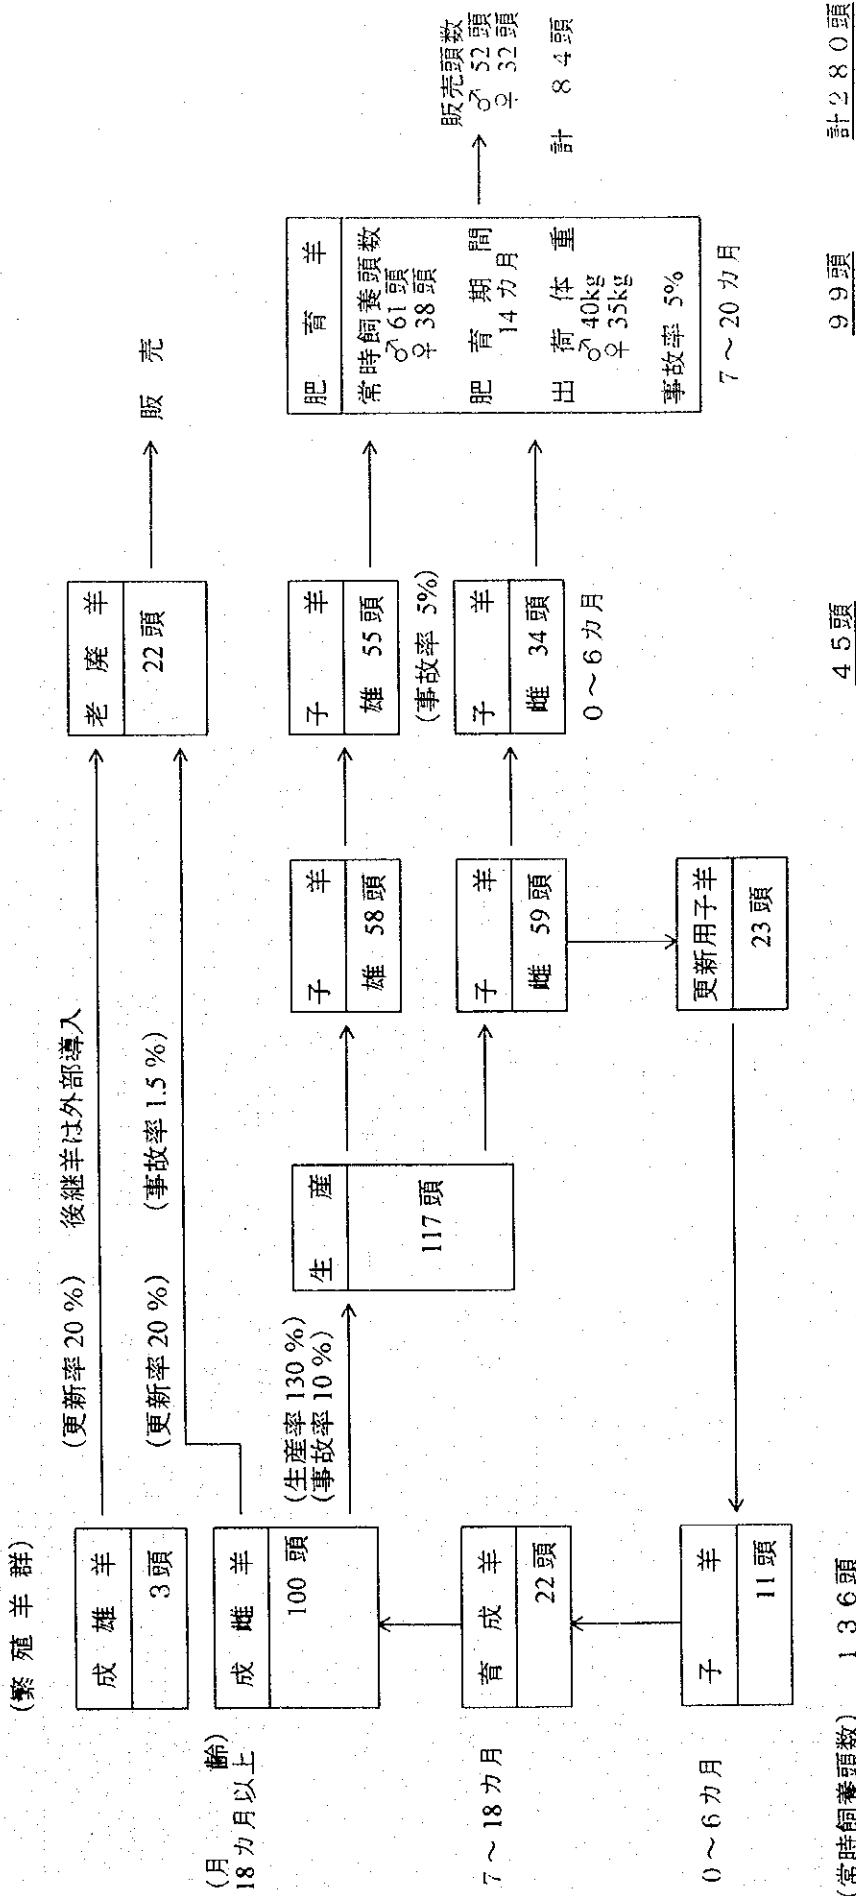 (繁殖羊群)
成雄羊
3頭
(更新率 20 %) 後継羊は外部導入
老廃羊
22頭
販売
(月齢)
18カ月以上
成雌羊
100頭
(更新率 20 %) (事故率 1.5 %)
(生産率 130 %)
(事故率 10 %)
生産
117頭
子羊
雄 58頭
子羊
雄 55頭
(事故率 5%)
子羊
雌 59頭
子羊
雌 34頭
0～6カ月
肥育羊
常時飼養頭数
♂ 61頭
♀ 38頭
肥育期間
14カ月
出荷体重
♂ 40kg
♀ 35kg
事故率 5%
7～20カ月
販売頭数
♂ 52頭
♀ 32頭
計 84頭
7～18カ月
育成羊
22頭
0～6カ月
子羊
11頭
更新用子羊
23頭
(常時飼養頭数) 136頭 45頭 99頭 計280頭